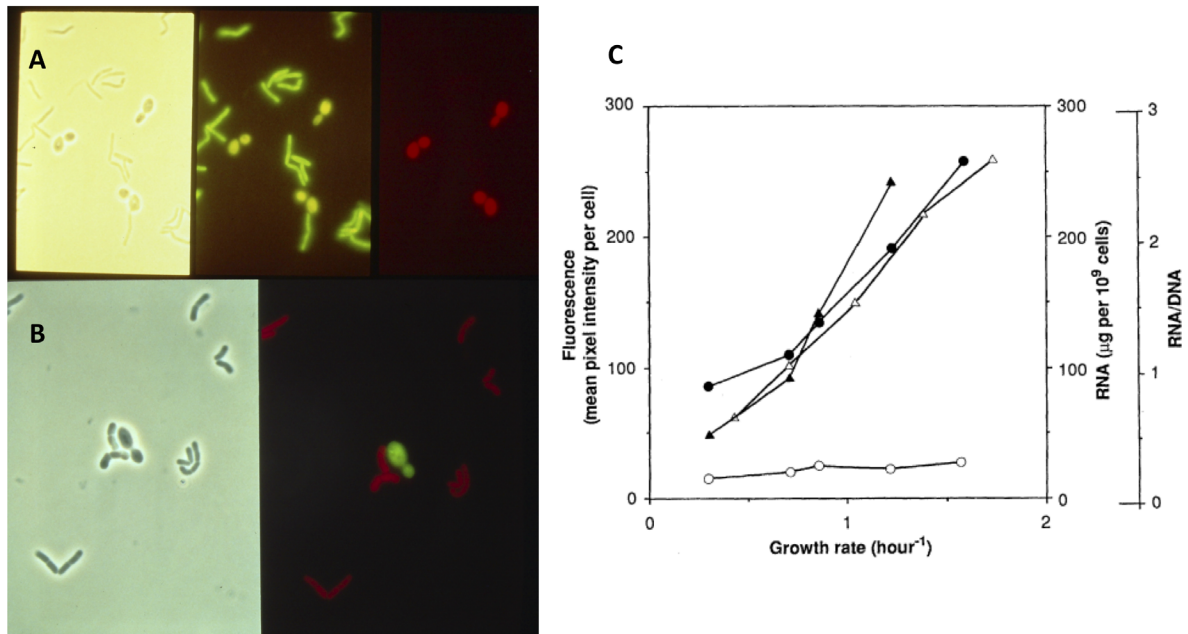 A
B
C
300
200
100
0
Fluorescence
(mean pixel intensity per cell)
0
1
2
Growth rate (hour⁻¹)
300
200
100
0
RNA (μg per 10⁹ cells)
3
2
1
0
RNA/DNA